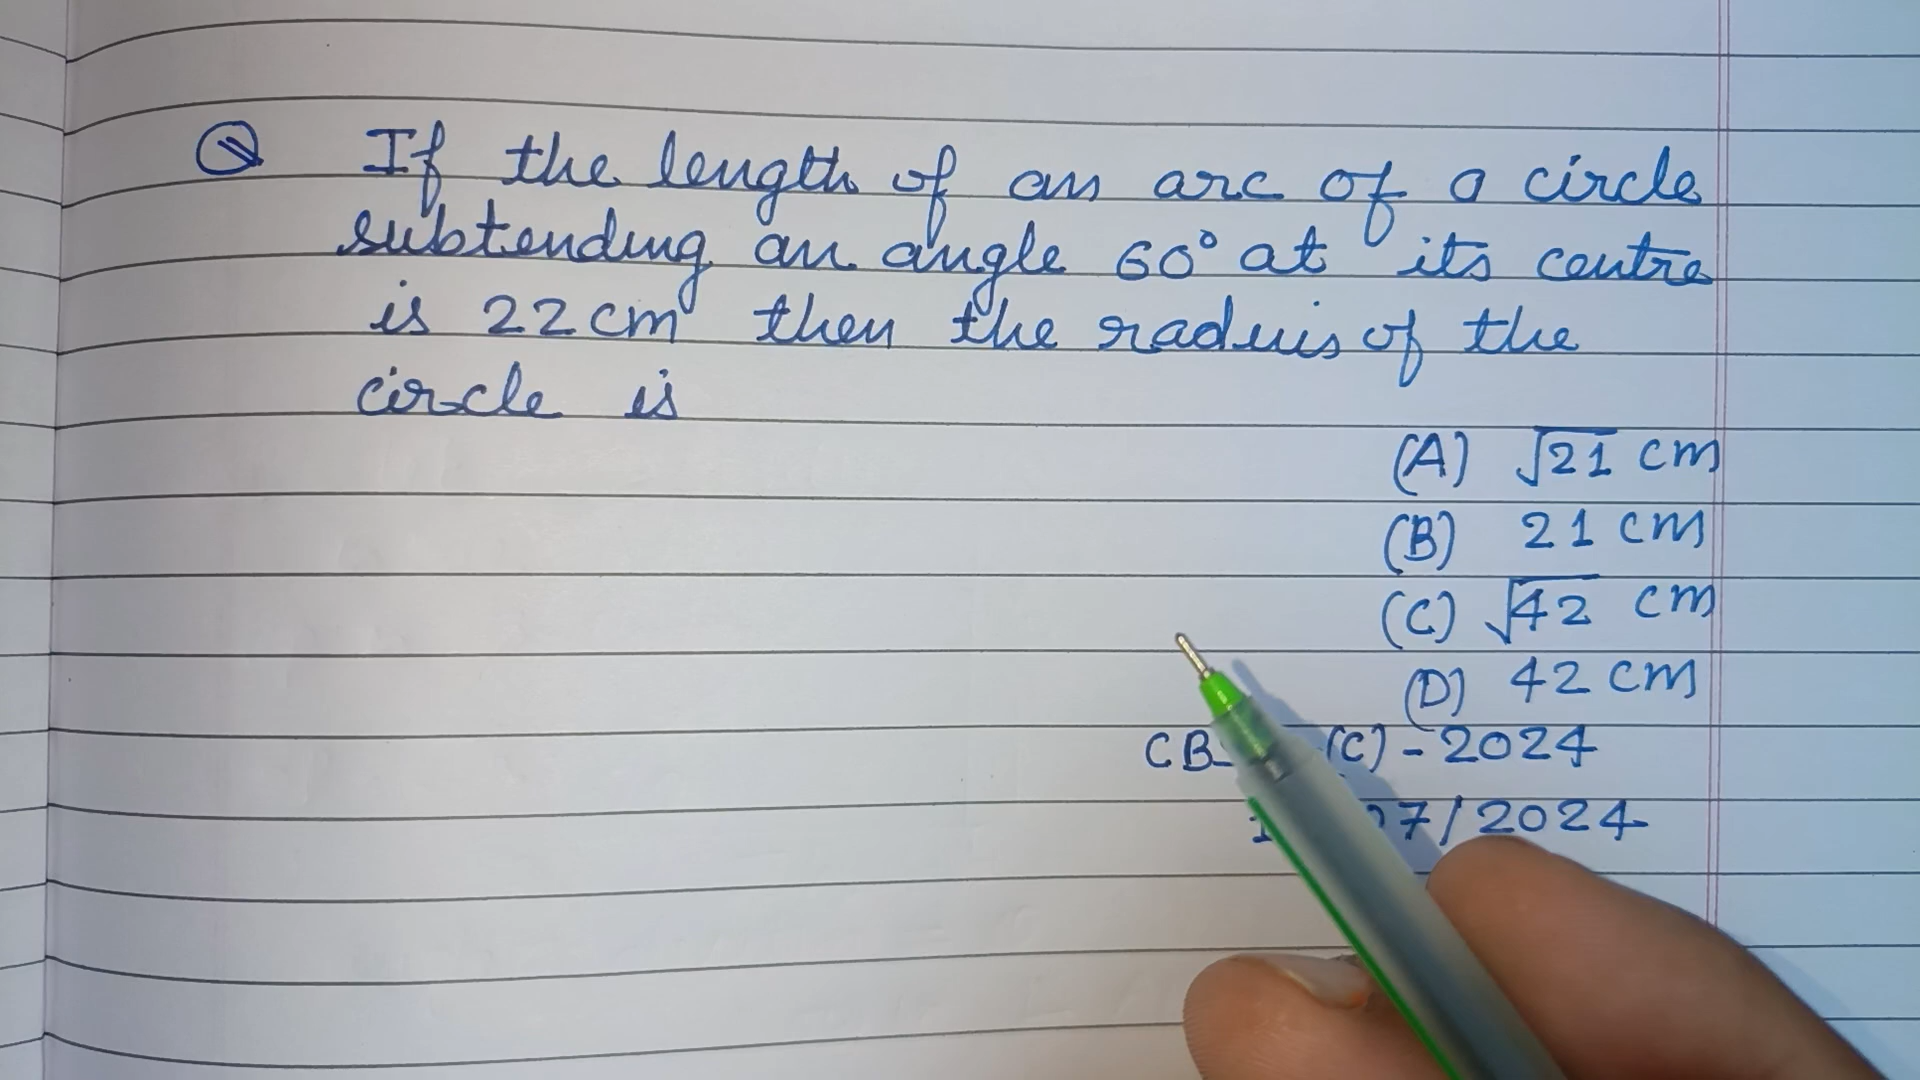 Q If the length of an arc of a circle
subtending an angle 60° at its centre
is 22 cm then the radius of the
circle is
(A) √21 cm
(B) 21 cm
(C) √42 cm
(D) 42 cm
(C) - 2024
07/2024